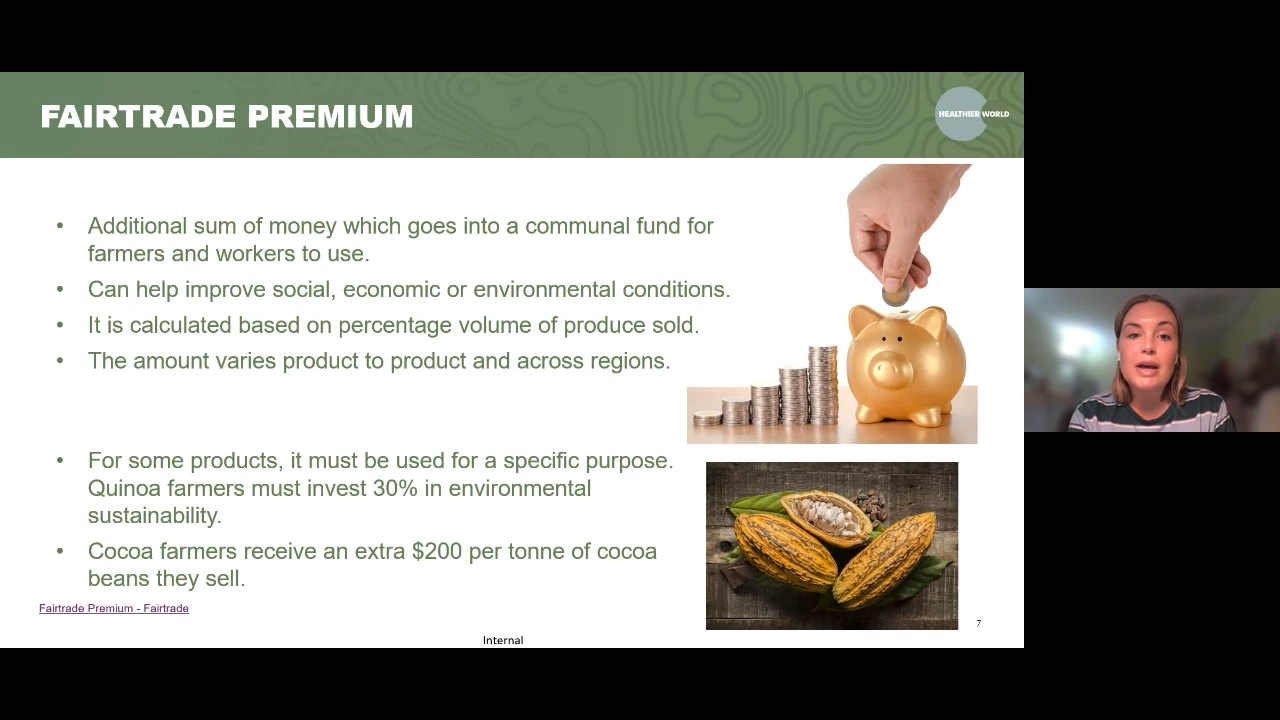 FAIRTRADE PREMIUM
HEALTHIER WORLD
• Additional sum of money which goes into a communal fund for
farmers and workers to use.
• Can help improve social, economic or environmental conditions.
• It is calculated based on percentage volume of produce sold.
• The amount varies product to product and across regions.
• For some products, it must be used for a specific purpose.
Quinoa farmers must invest 30% in environmental
sustainability.
• Cocoa farmers receive an extra $200 per tonne of cocoa
beans they sell.
Fairtrade Premium - Fairtrade
7
Internal